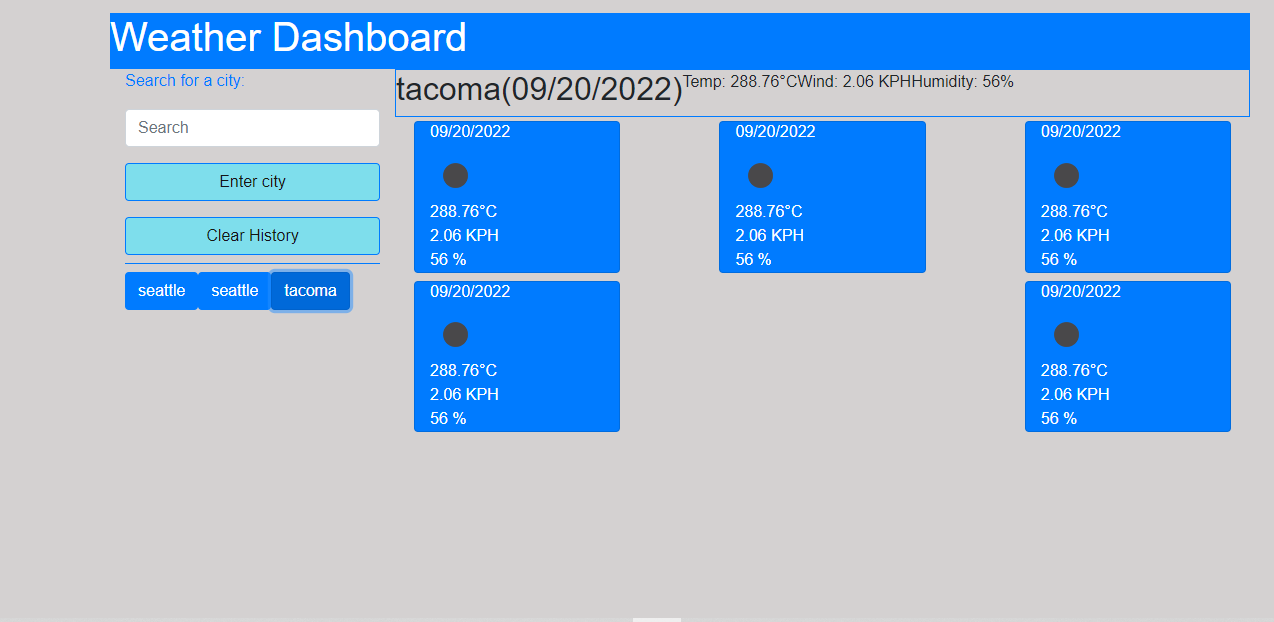 Weather Dashboard
Search for a city:
Search
Enter city
Clear History
seattle seattle tacoma
tacoma(09/20/2022)Temp: 288.76°CWind: 2.06 KPHHumidity: 56%
09/20/2022
288.76°C
2.06 KPH
56 %
09/20/2022
288.76°C
2.06 KPH
56 %
09/20/2022
288.76°C
2.06 KPH
56 %
09/20/2022
288.76°C
2.06 KPH
56 %
09/20/2022
288.76°C
2.06 KPH
56 %